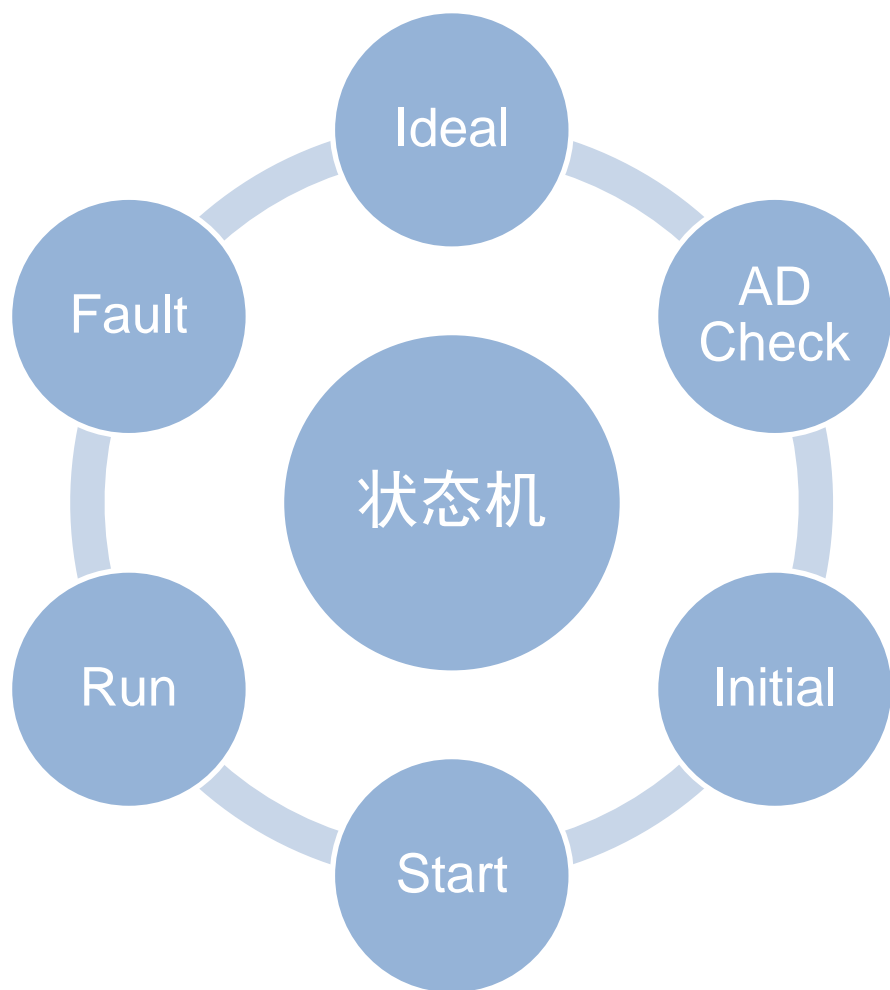 Ideal
AD
Check
Initial
Start
Run
Fault
状态机